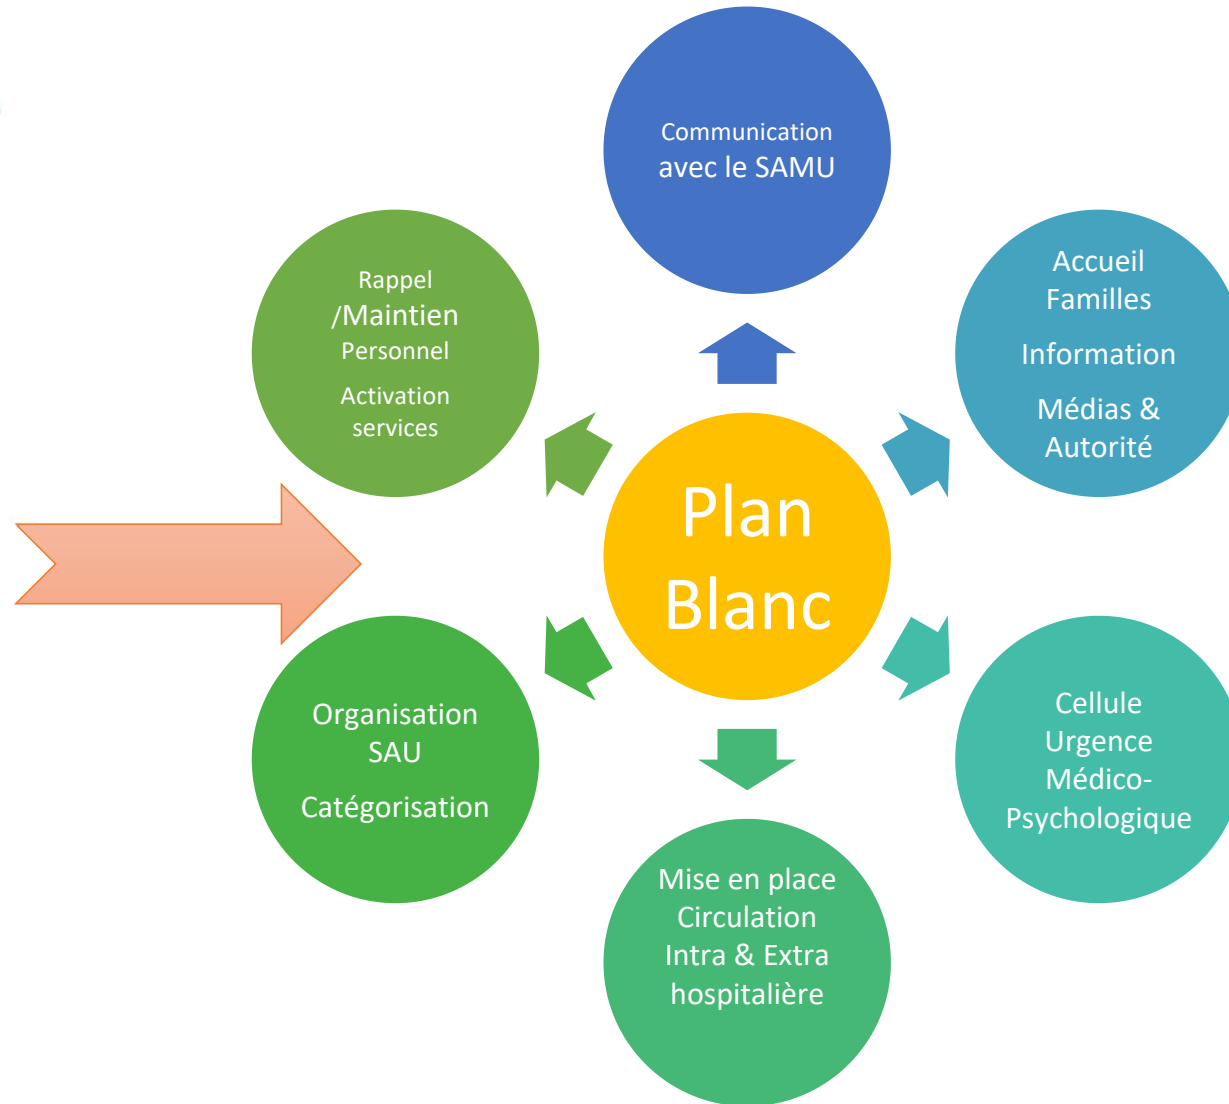 Communication
avec le SAMU
Accueil
Familles
Information
Médias &
Autorité
Cellule
Urgence
Médico-
Psychologique
Mise en place
Circulation
Intra & Extra
hospitalière
Organisation
SAU
Catégorisation
Rappel
/Maintien
Personnel
Activation
services
Plan
Blanc